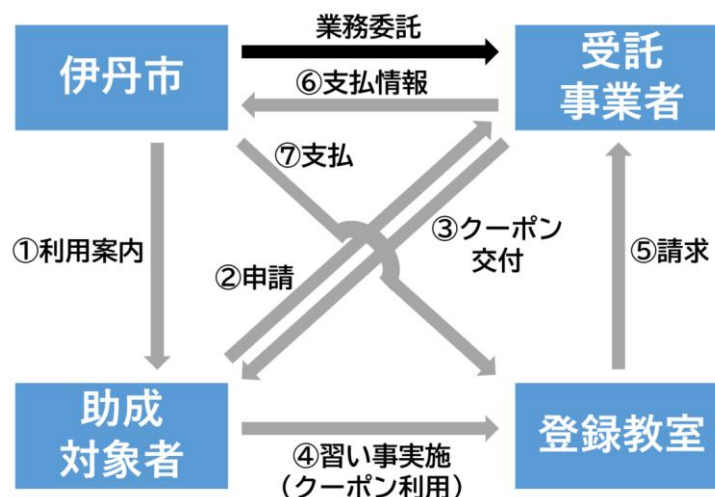 業務委託
伊丹市
受託
事業者
⑥支払情報
⑦支払
①利用案内
②申請
③クーポン
交付
⑤請求
助成
対象者
登録教室
④習い事実施
(クーポン利用)